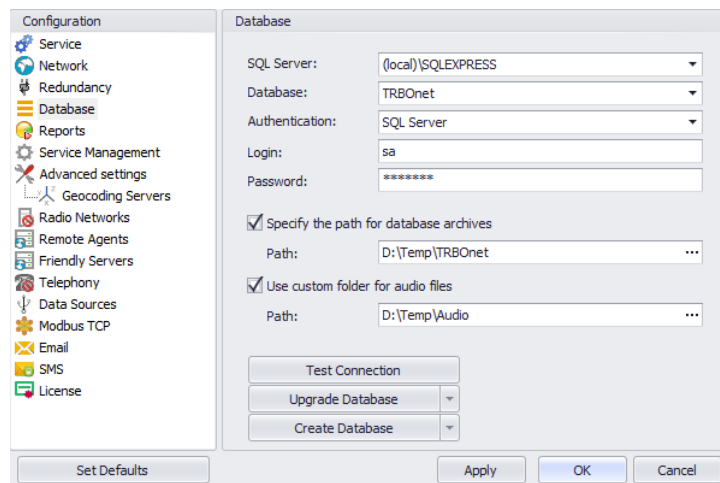 Configuration
Service
Network
Redundancy
Database
Reports
Service Management
Advanced settings
Geocoding Servers
Radio Networks
Remote Agents
Friendly Servers
Telephony
Data Sources
Modbus TCP
Email
SMS
License
Set Defaults
Database
SQL Server: (local)\SQLEXPRESS
Database: TRBOnet
Authentication: SQL Server
Login: sa
Password: *******
Specify the path for database archives
Path: D:\Temp\TRBOnet ...
Use custom folder for audio files
Path: D:\Temp\Audio ...
Test Connection
Upgrade Database
Create Database
Apply OK Cancel